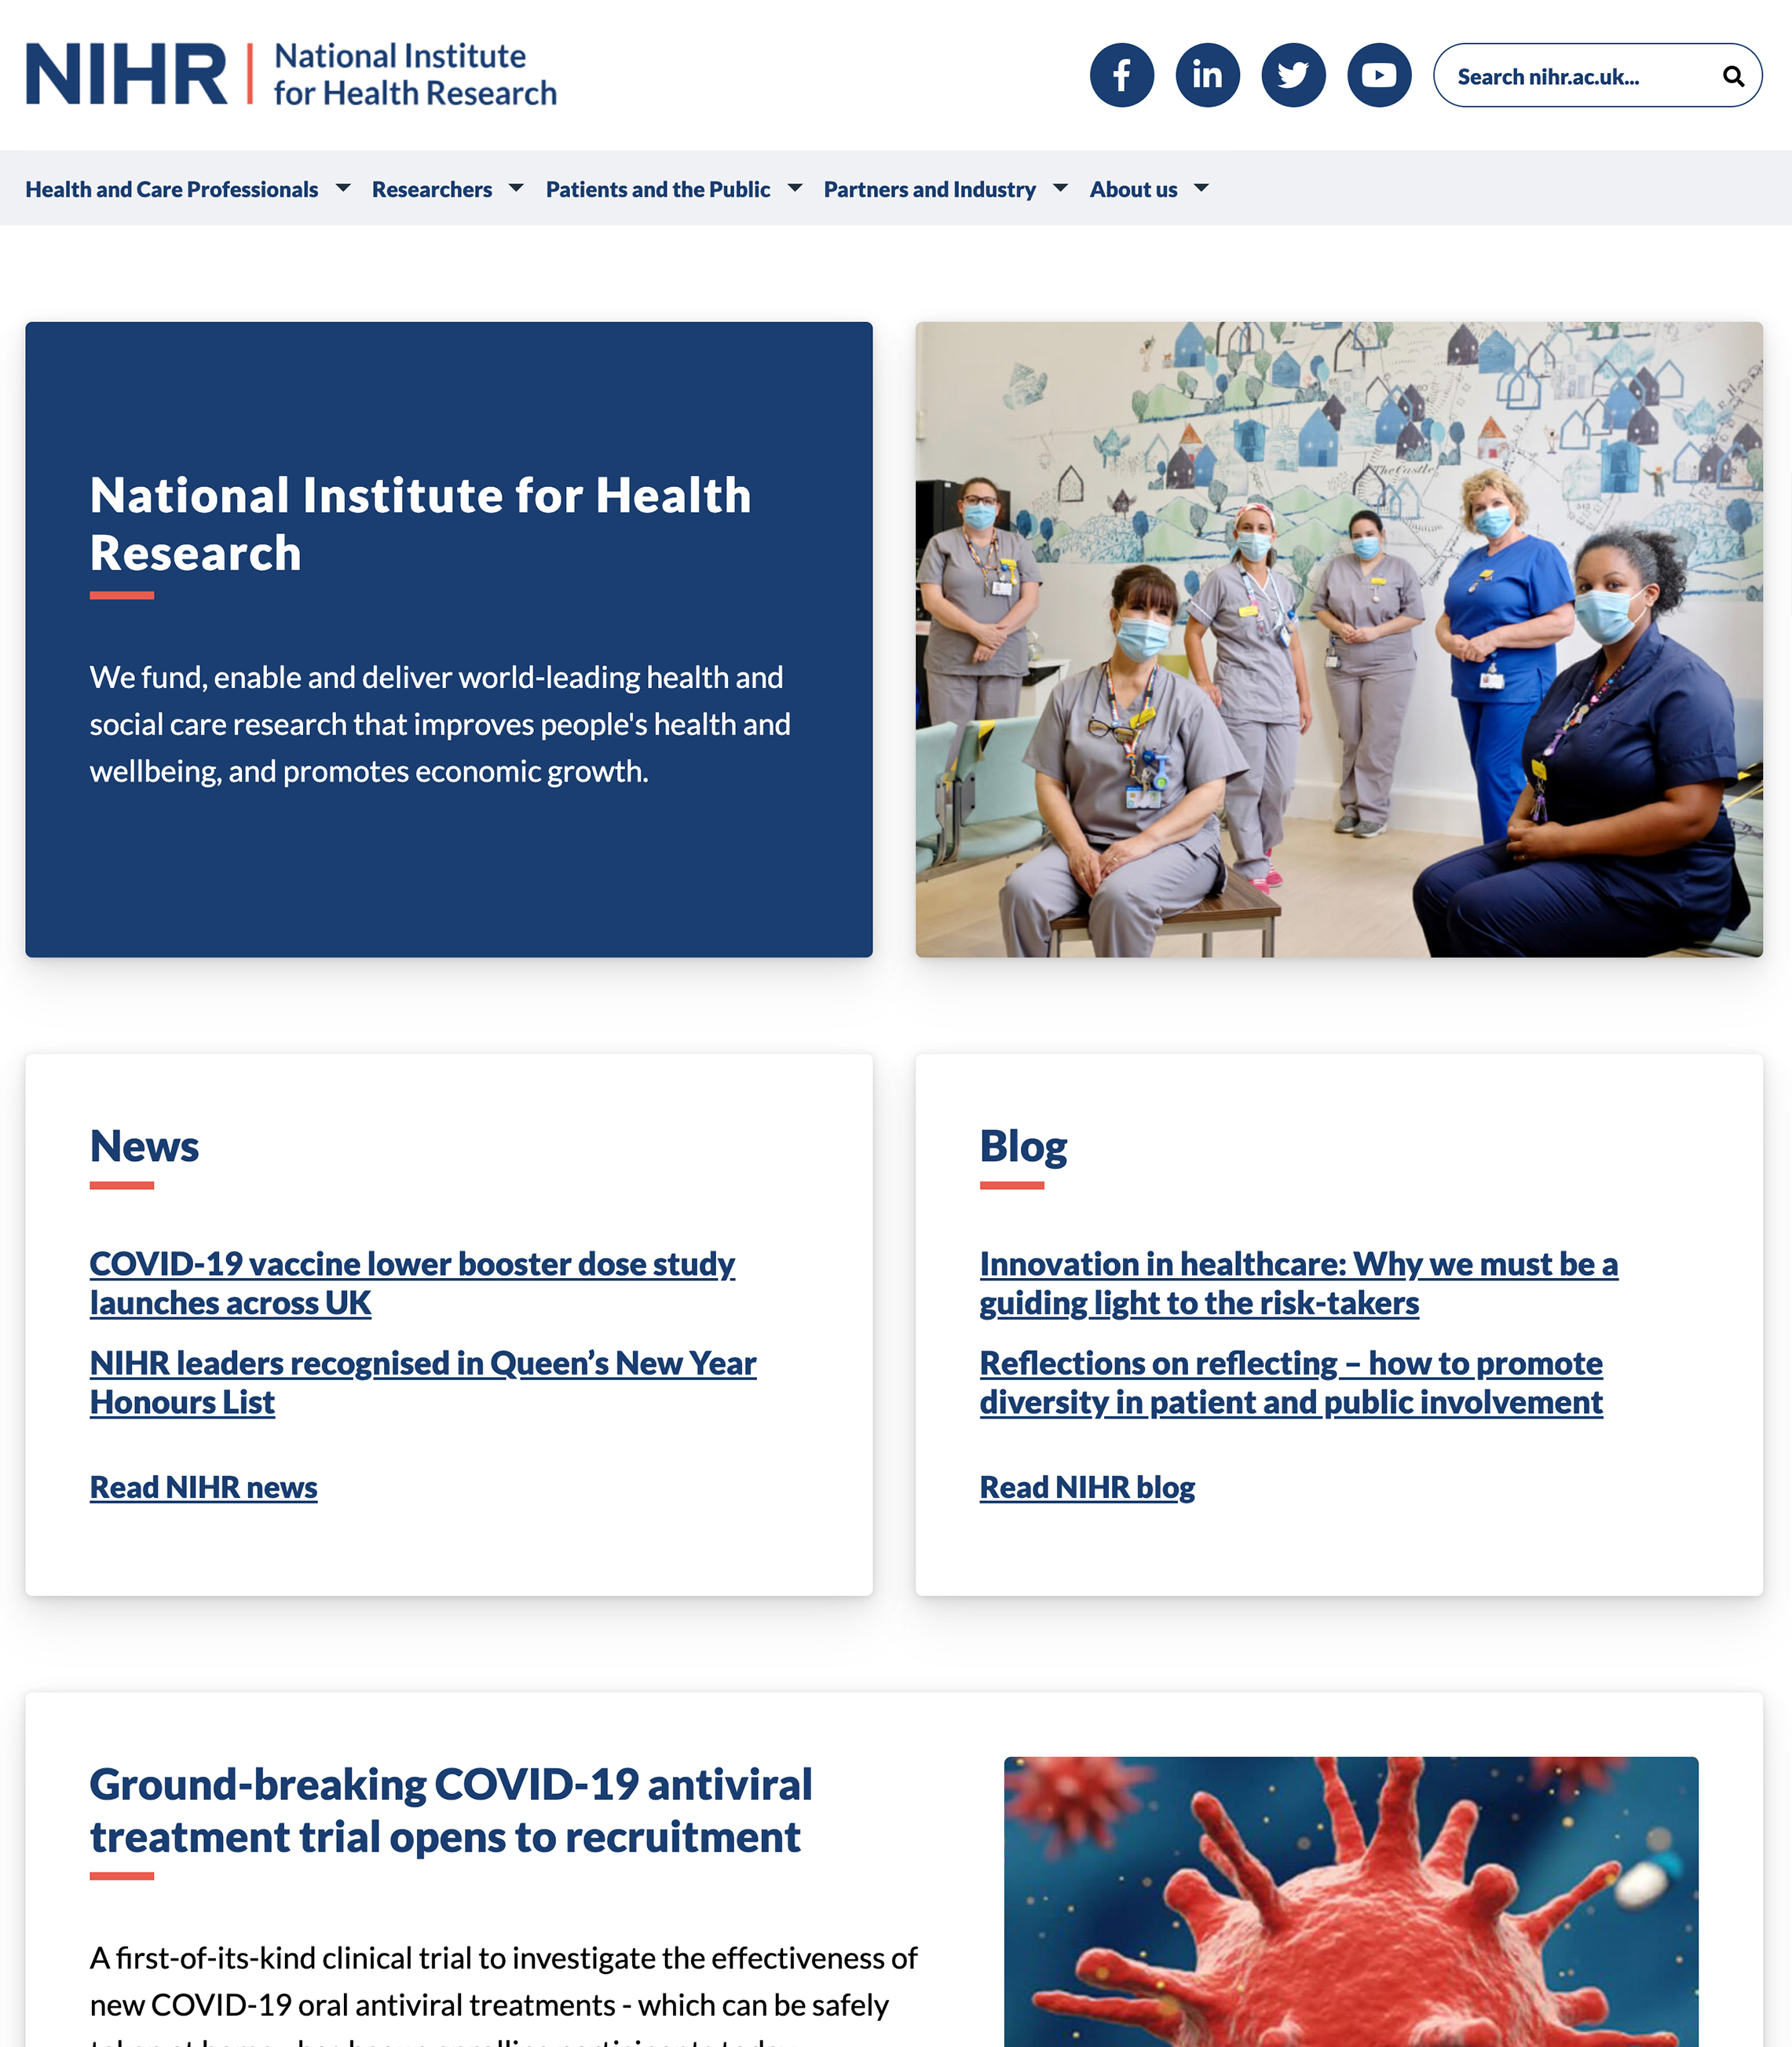 NIHR | National Institute
for Health Research
Search nihr.ac.uk...
Health and Care Professionals Researchers Patients and the Public Partners and Industry About us
National Institute for Health
Research
We fund, enable and deliver world-leading health and
social care research that improves people's health and
wellbeing, and promotes economic growth.
The Castle
News
COVID-19 vaccine lower booster dose study
launches across UK
NIHR leaders recognised in Queen’s New Year
Honours List
Read NIHR news
Blog
Innovation in healthcare: Why we must be a
guiding light to the risk-takers
Reflections on reflecting – how to promote
diversity in patient and public involvement
Read NIHR blog
Ground-breaking COVID-19 antiviral
treatment trial opens to recruitment
A first-of-its-kind clinical trial to investigate the effectiveness of
new COVID-19 oral antiviral treatments - which can be safely